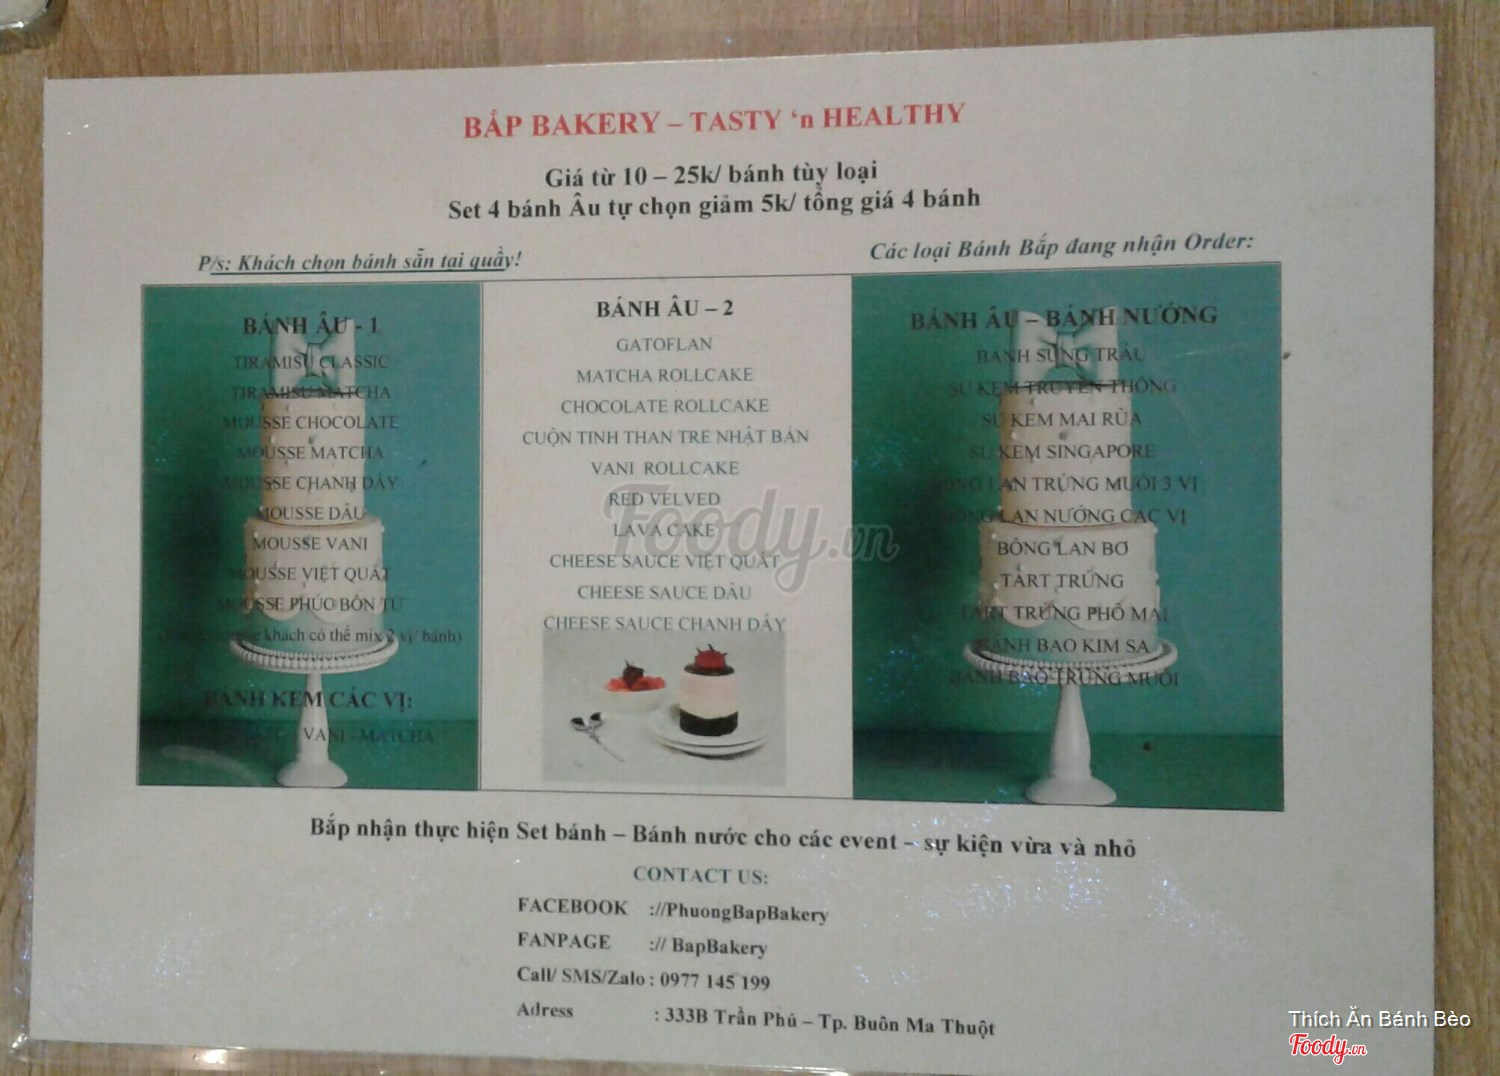 BẮP BAKERY – TASTY ‘n HEALTHY
Giá từ 10 – 25k/ bánh tùy loại
Set 4 bánh Âu tự chọn giảm 5k/ tổng giá 4 bánh
P/s: Khách chọn bánh sẵn tại quầy!
Các loại Bánh Bắp đang nhận Order:
BÁNH ÂU - 1
TIRAMISU CLASSIC
TIRAMISU MATCHA
MOUSSE CHOCOLATE
MOUSSE MATCHA
MOUSSE CHANH DÂY
MOUSSE DÂU
MOUSSE VANI
MOUSSE VIỆT QUẤT
MOUSSE PHÚC BỒN TỬ
khách có thể mix 2 vị/ bánh)
BÁNH KEM CÁC VỊ:
VANI - MATCHA
BÁNH ÂU – 2
GATOFLAN
MATCHA ROLLCAKE
CHOCOLATE ROLLCAKE
CUỘN TINH THAN TRE NHẬT BẢN
VANI ROLLCAKE
RED VELVED
LAVA CAKE
CHEESE SAUCE VIỆT QUẤT
CHEESE SAUCE DÂU
CHEESE SAUCE CHANH DÂY
BÁNH ÂU – BÁNH NƯỚNG
BÁNH SỪNG TRÂU
SU KEM TRUYỀN THỐNG
SU KEM MAI RÙA
SU KEM SINGAPORE
BÔNG LAN TRỨNG MUỐI 3 VỊ
BÔNG LAN NƯỚNG CÁC VỊ
BÔNG LAN BƠ
TART TRỨNG
TART TRỨNG PHÔ MAI
BÁNH BAO KIM SA
BÁNH BAO TRỨNG MUỐI
Bắp nhận thực hiện Set bánh – Bánh nước cho các event – sự kiện vừa và nhỏ
CONTACT US:
FACEBOOK ://PhuongBapBakery
FANPAGE :// BapBakery
Call/ SMS/Zalo : 0977 145 199
Adress : 333B Trần Phú – Tp. Buôn Ma Thuột
Foody.vn
Thích Ăn Bánh Bèo
Foody.vn